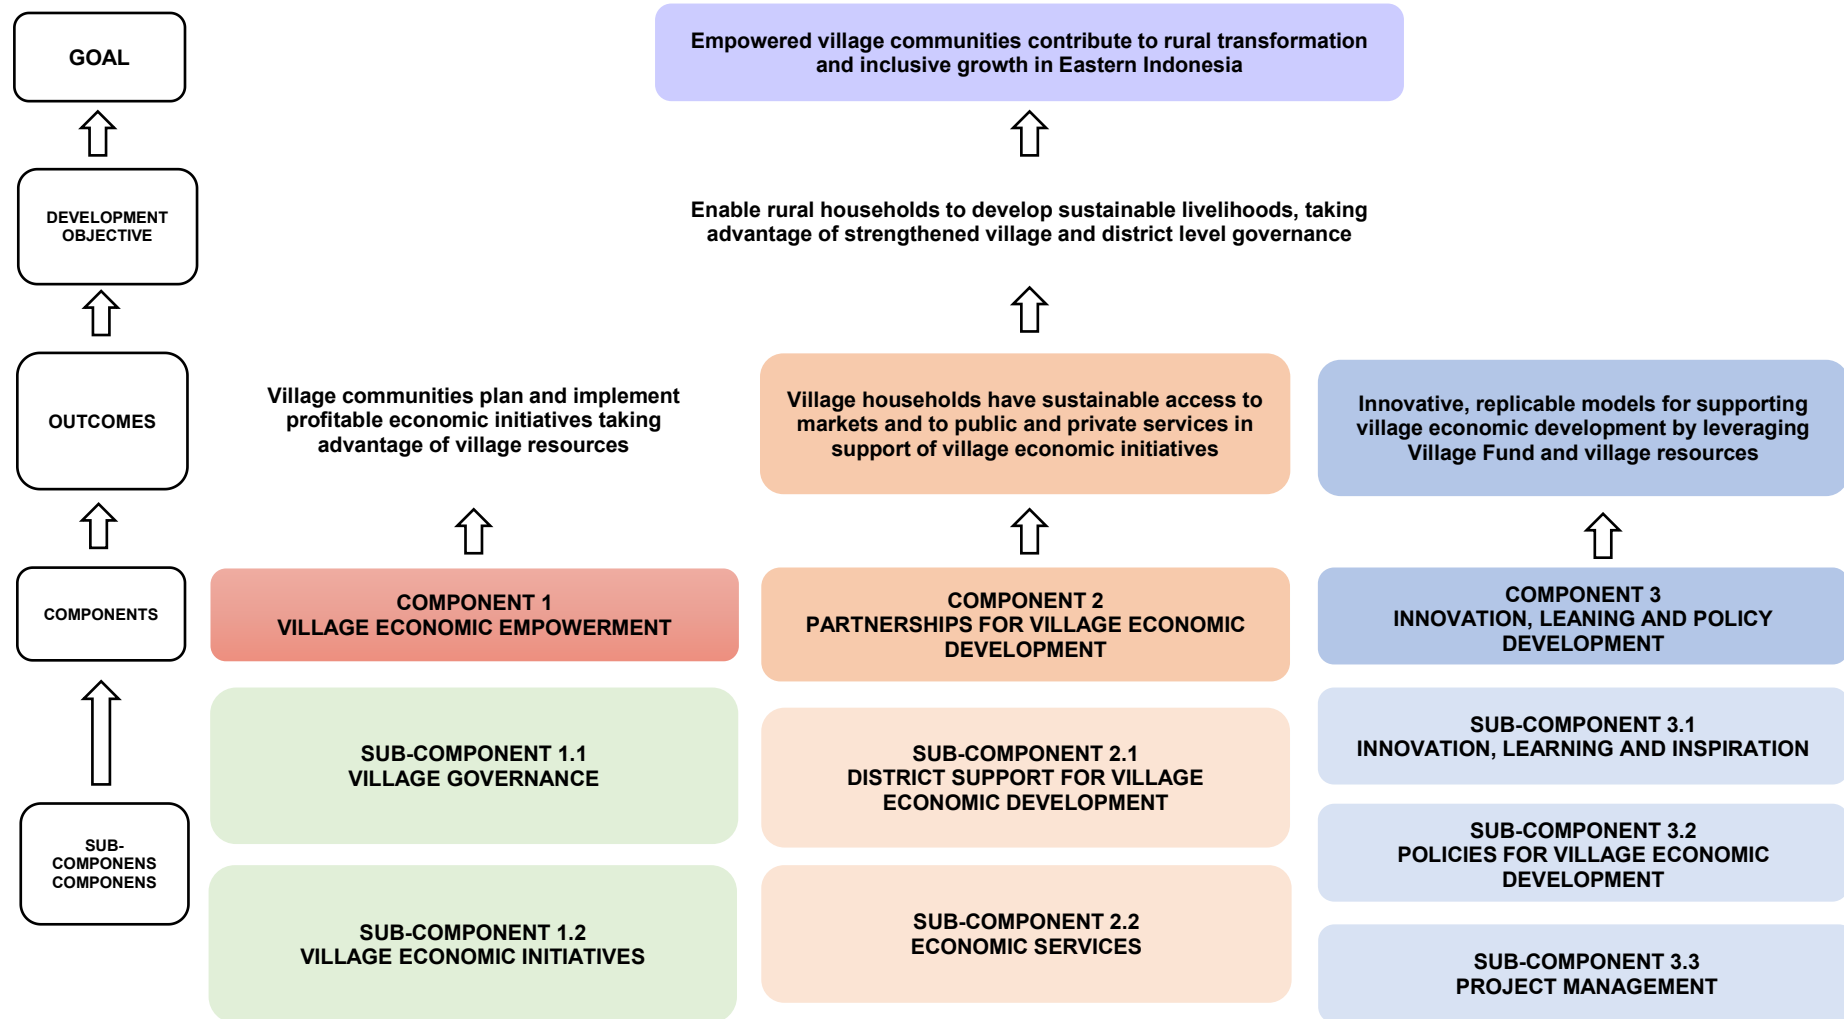 GOAL
Empowered village communities contribute to rural transformation
and inclusive growth in Eastern Indonesia
DEVELOPMENT
OBJECTIVE
Enable rural households to develop sustainable livelihoods, taking
advantage of strengthened village and district level governance
OUTCOMES
Village communities plan and implement
profitable economic initiatives taking
advantage of village resources
Village households have sustainable access to
markets and to public and private services in
support of village economic initiatives
Innovative, replicable models for supporting
village economic development by leveraging
Village Fund and village resources
COMPONENTS
COMPONENT 1
VILLAGE ECONOMIC EMPOWERMENT
COMPONENT 2
PARTNERSHIPS FOR VILLAGE ECONOMIC
DEVELOPMENT
COMPONENT 3
INNOVATION, LEANING AND POLICY
DEVELOPMENT
SUB-
COMPONENS
COMPONENS
SUB-COMPONENT 1.1
VILLAGE GOVERNANCE
SUB-COMPONENT 2.1
DISTRICT SUPPORT FOR VILLAGE
ECONOMIC DEVELOPMENT
SUB-COMPONENT 3.1
INNOVATION, LEARNING AND INSPIRATION
SUB-COMPONENT 3.2
POLICIES FOR VILLAGE ECONOMIC
DEVELOPMENT
SUB-COMPONENT 1.2
VILLAGE ECONOMIC INITIATIVES
SUB-COMPONENT 2.2
ECONOMIC SERVICES
SUB-COMPONENT 3.3
PROJECT MANAGEMENT